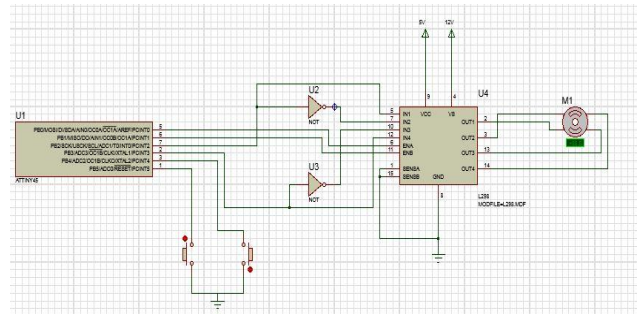 5V
12V
U2
NOT
U3
NOT
U1
PB0/MOSI/DI/SDA/AIN0/OC0A/OC1A/AREF/PCINT0
PB1/MISO/DO/AIN1/OC0B/OC1A/PCINT1
PB2/SCK/USCK/SCL/ADC1/T0/INT0/PCINT2
PB3/ADC3/OC1B/CLKI/XTAL1/PCINT3
PB4/ADC2/OC1B/CLKO/XTAL2/PCINT4
PB5/ADC0/RESET/PCINT5
5
6
7
2
3
1
ATTINY45
U4
9
4
VCC
VS
5
IN1
7
IN2
10
IN3
12
IN4
6
ENA
11
ENB
1
SENSA
15
SENSB
GND
8
OUT1
2
OUT2
3
OUT3
13
OUT4
14
L298
MODFILE=L298.MDF
M1